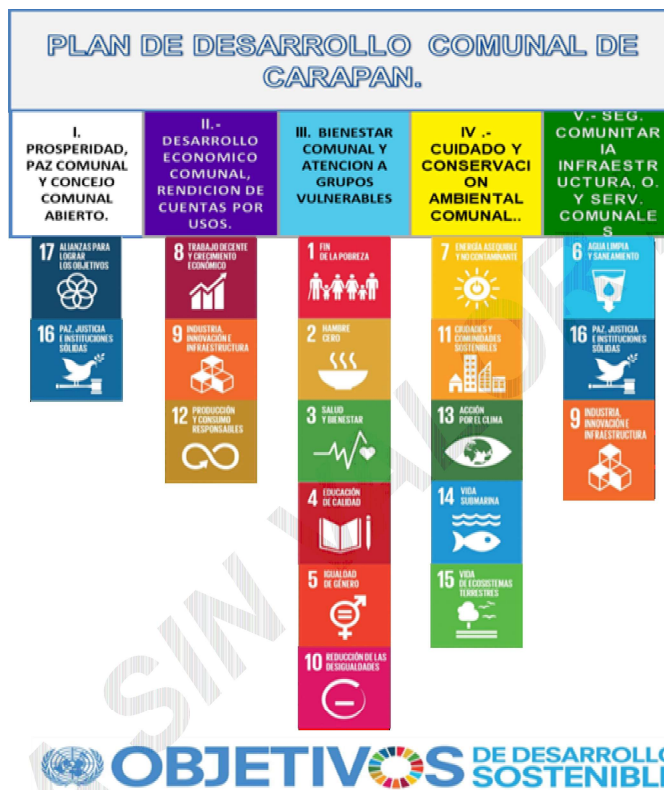 PLAN DE DESARROLLO COMUNAL DE
CARAPAN.
I.
PROSPERIDAD,
PAZ COMUNAL
Y CONCEJO
COMUNAL
ABIERTO.
II.-
DESARROLLO
ECONOMICO
COMUNAL,
RENDICION DE
CUENTAS POR
USOS.
III. BIENESTAR
COMUNAL Y
ATENCION A
GRUPOS
VULNERABLES
IV .-
CUIDADO Y
CONSERVACI
ON
AMBIENTAL
COMUNAL..
V.- SEG.
COMUNITAR
IA
INFRAESTR
UCTURA, O.
Y SERV.
COMUNALE
S
17 ALIANZAS PARA
LOGRAR
LOS OBJETIVOS
16 PAZ, JUSTICIA
E INSTITUCIONES
SÓLIDAS
8 TRABAJO DECENTE
Y CRECIMIENTO
ECONÓMICO
9 INDUSTRIA,
INNOVACIÓN E
INFRAESTRUCTURA
12 PRODUCCIÓN
Y CONSUMO
RESPONSABLES
1 FIN
DE LA POBREZA
2 HAMBRE
CERO
3 SALUD
Y BIENESTAR
4 EDUCACIÓN
DE CALIDAD
5 IGUALDAD
DE GÉNERO
10 REDUCCIÓN DE LAS
DESIGUALDADES
7 ENERGÍA ASEQUIBLE
Y NO CONTAMINANTE
11 CIUDADES Y
COMUNIDADES
SOSTENIBLES
13 ACCIÓN
POR EL CLIMA
14 VIDA
SUBMARINA
15 VIDA
DE ECOSISTEMAS
TERRESTRES
6 AGUA LIMPIA
Y SANEAMIENTO
16 PAZ, JUSTICIA
E INSTITUCIONES
SÓLIDAS
9 INDUSTRIA,
INNOVACIÓN E
INFRAESTRUCTURA
OBJETIVOS DE DESARROLLO
SOSTENIBLE